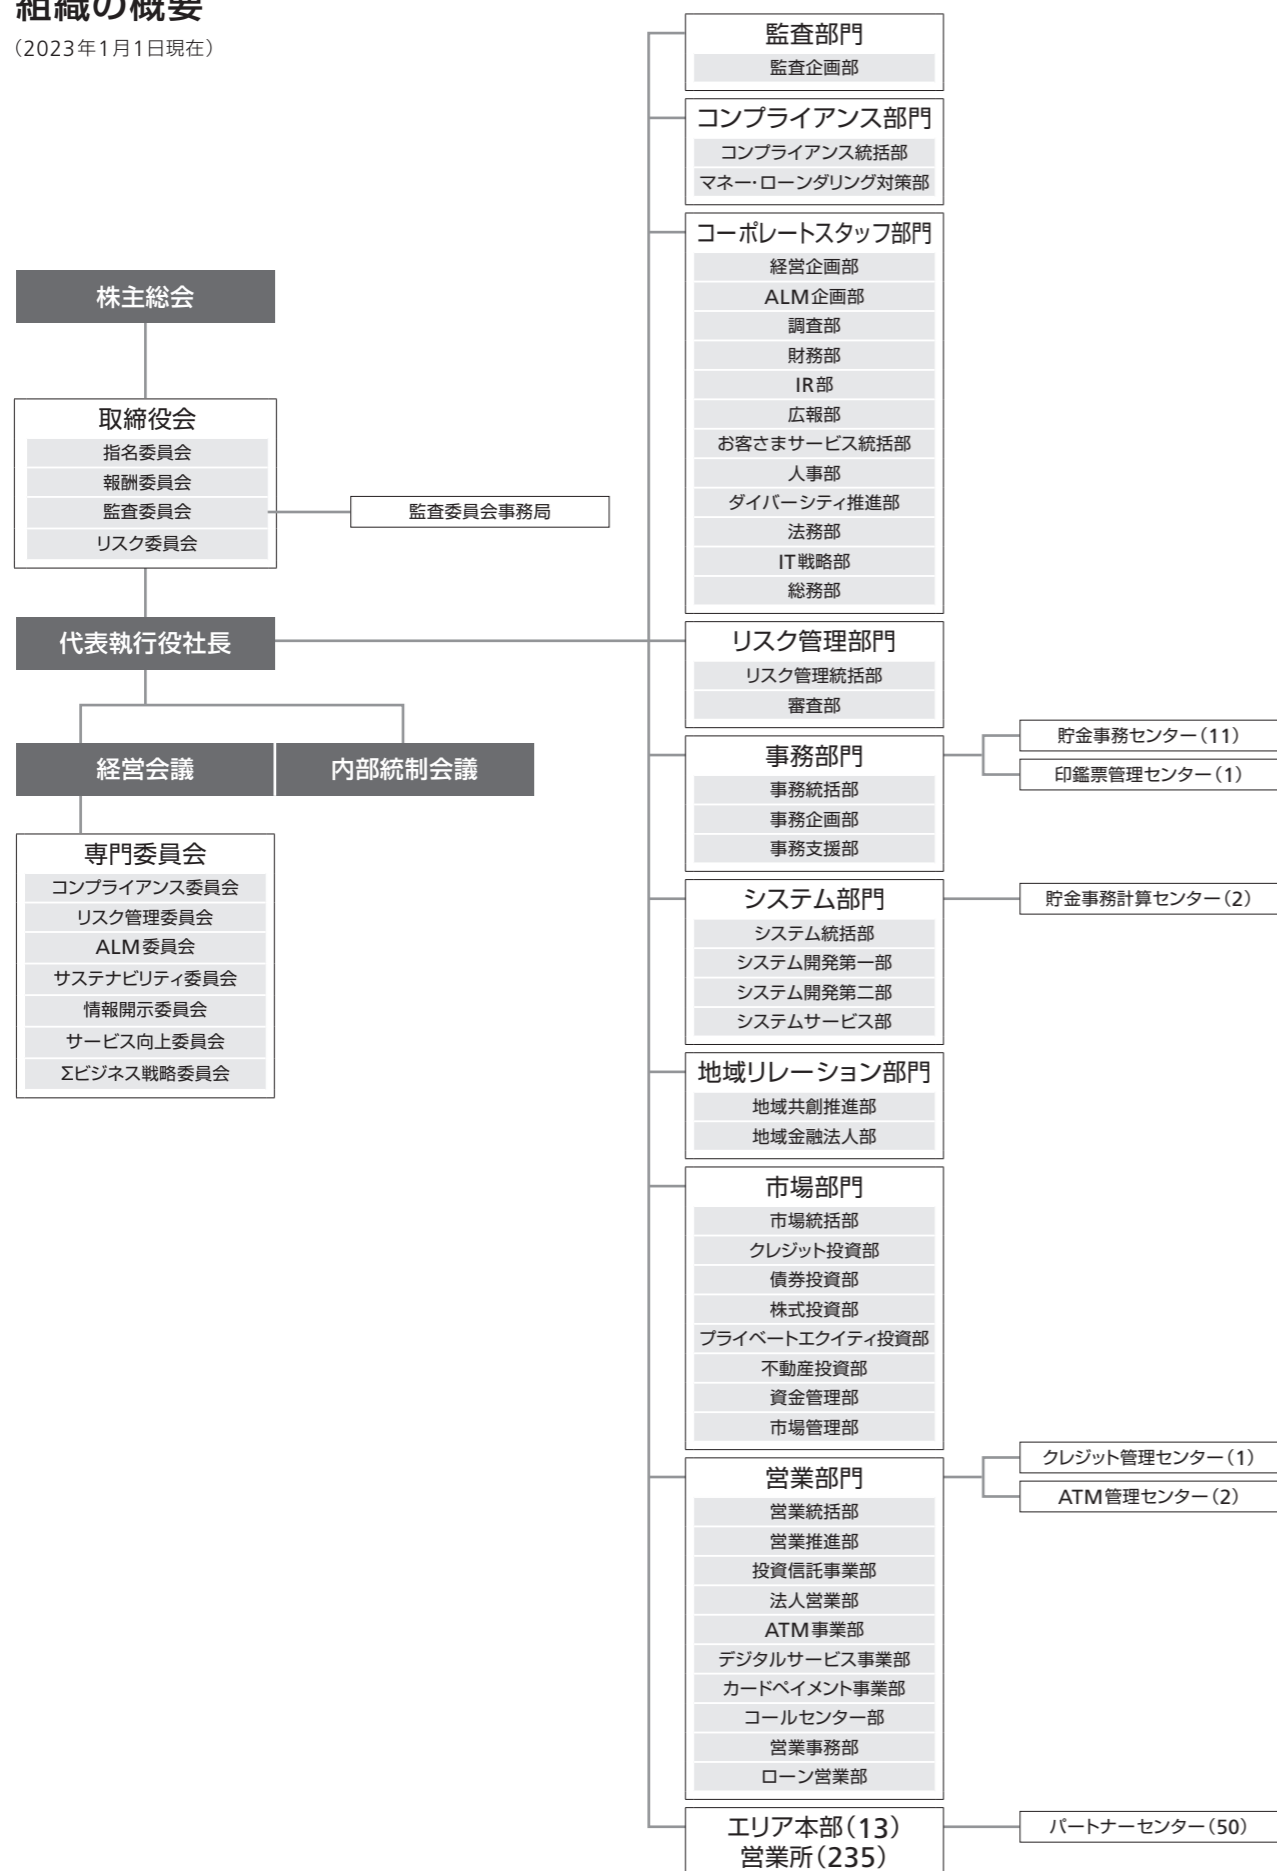 組織の概要
（2023年1月1日現在）
株主総会
取締役会
指名委員会
報酬委員会
監査委員会
リスク委員会
監査委員会事務局
代表執行役社長
経営会議
内部統制会議
専門委員会
コンプライアンス委員会
リスク管理委員会
ALM委員会
サステナビリティ委員会
情報開示委員会
サービス向上委員会
Σビジネス戦略委員会
監査部門
監査企画部
コンプライアンス部門
コンプライアンス統括部
マネー・ローンダリング対策部
コーポレートスタッフ部門
経営企画部
ALM企画部
調査部
財務部
IR部
広報部
お客さまサービス統括部
人事部
ダイバーシティ推進部
法務部
IT戦略部
総務部
リスク管理部門
リスク管理統括部
審査部
事務部門
事務統括部
事務企画部
事務支援部
貯金事務センター（11）
印鑑票管理センター（1）
システム部門
システム統括部
システム開発第一部
システム開発第二部
システムサービス部
貯金事務計算センター（2）
地域リレーション部門
地域共創推進部
地域金融法人部
市場部門
市場統括部
クレジット投資部
債券投資部
株式投資部
プライベートエクイティ投資部
不動産投資部
資金管理部
市場管理部
営業部門
営業統括部
営業推進部
投資信託事業部
法人営業部
ATM事業部
デジタルサービス事業部
カードペイメント事業部
コールセンター部
営業事務部
ローン営業部
クレジット管理センター（1）
ATM管理センター（2）
エリア本部（13）
営業所（235）
パートナーセンター（50）